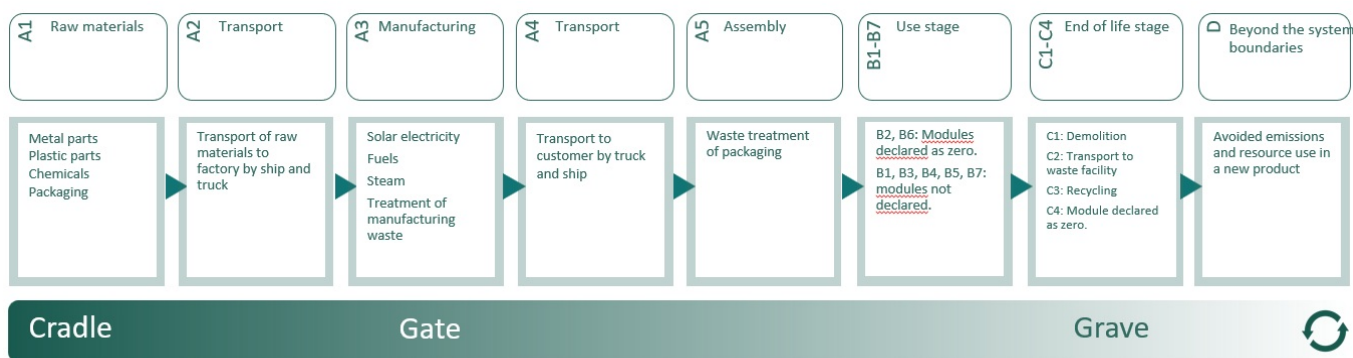 A1
Raw materials
A2
Transport
A3
Manufacturing
A4
Transport
A5
Assembly
B1-B7
Use stage
C1-C4
End of life stage
D
Beyond the system
boundaries
Metal parts
Plastic parts
Chemicals
Packaging
Transport of raw
materials to
factory by ship and
truck
Solar electricity
Fuels
Steam
Treatment of
manufacturing
waste
Transport to
customer by truck
and ship
Waste treatment
of packaging
B2, B6: Modules
declared as zero.
B1, B3, B4, B5, B7:
modules not
declared.
C1: Demolition
C2: Transport to
waste facility
C3: Recycling
C4: Module declared
as zero.
Avoided emissions
and resource use in
a new product
Cradle
Gate
Grave